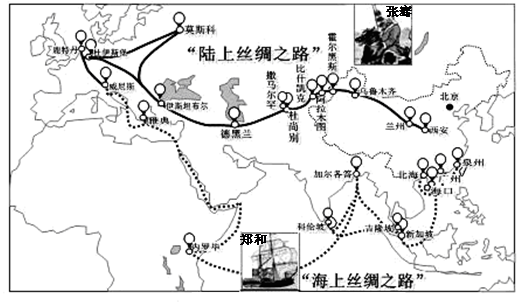 张骞
莫斯科
鹿特丹
杜伊斯堡
“陆上丝绸之路”
霍尔果斯
比什凯克
撒马尔罕
阿拉木图
乌鲁木齐
威尼斯
伊斯坦布尔
北京
杜尚别
雅典
德黑兰
兰州
西安
泉州
加尔各答
北海
广州
海口
郑和
科伦坡
吉隆坡
新加坡
内罗毕
“海上丝绸之路”